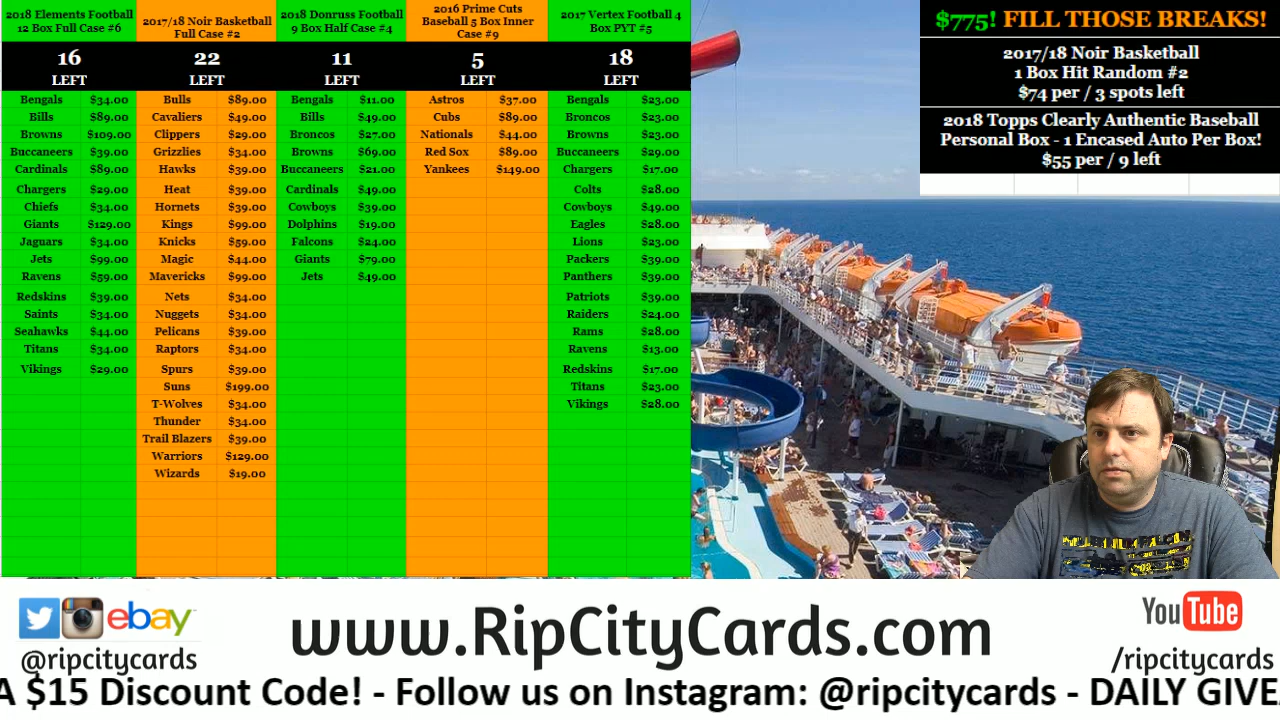 2018 Elements Football
12 Box Full Case #6
16
LEFT
Bengals $34.00
Bills $89.00
Browns $109.00
Buccaneers $39.00
Cardinals $89.00
Chargers $29.00
Chiefs $34.00
Giants $129.00
Jaguars $34.00
Jets $99.00
Ravens $59.00
Redskins $39.00
Saints $34.00
Seahawks $44.00
Titans $34.00
Vikings $29.00
2017/18 Noir Basketball
Full Case #2
22
LEFT
Bulls $89.00
Cavaliers $49.00
Clippers $29.00
Grizzlies $34.00
Hawks $39.00
Heat $39.00
Hornets $39.00
Kings $99.00
Knicks $59.00
Magic $44.00
Mavericks $99.00
Nets $34.00
Nuggets $34.00
Pelicans $39.00
Raptors $34.00
Spurs $39.00
Suns $199.00
T-Wolves $34.00
Thunder $34.00
Trail Blazers $39.00
Warriors $129.00
Wizards $19.00
2018 Donruss Football
9 Box Half Case #4
11
LEFT
Bengals $11.00
Bills $49.00
Broncos $27.00
Browns $69.00
Buccaneers $21.00
Cardinals $49.00
Cowboys $39.00
Dolphins $19.00
Falcons $24.00
Giants $79.00
Jets $49.00
2016 Prime Cuts
Baseball 5 Box Inner
Case #9
5
LEFT
Astros $37.00
Cubs $89.00
Nationals $44.00
Red Sox $89.00
Yankees $149.00
2017 Vertex Football 4
Box PYT #5
18
LEFT
Bengals $23.00
Broncos $23.00
Browns $23.00
Buccaneers $29.00
Chargers $17.00
Colts $28.00
Cowboys $49.00
Eagles $28.00
Lions $23.00
Packers $39.00
Panthers $39.00
Patriots $39.00
Raiders $24.00
Rams $28.00
Ravens $13.00
Redskins $17.00
Titans $23.00
Vikings $28.00
$775! FILL THOSE BREAKS!
2017/18 Noir Basketball
1 Box Hit Random #2
$74 per / 3 spots left
2018 Topps Clearly Authentic Baseball
Personal Box - 1 Encased Auto Per Box!
$55 per / 9 left
ebay
@ripcitycards
www.RipCityCards.com
YouTube
/ripcitycards
A $15 Discount Code! - Follow us on Instagram: @ripcitycards - DAILY GIVE